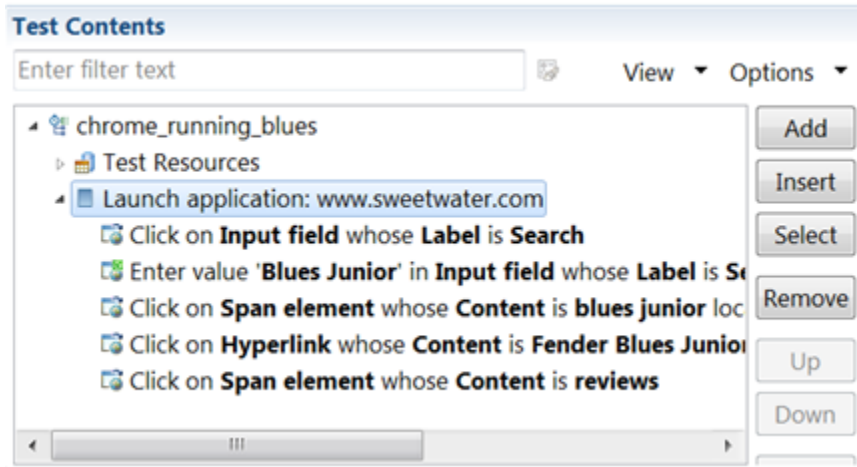 Test Contents
Enter filter text View Options
chrome_running_blues Add
Test Resources
Launch application: www.sweetwater.com Insert
Click on Input field whose Label is Search Select
Enter value 'Blues Junior' in Input field whose Label is
Click on Span element whose Content is blues junior Remove
Click on Hyperlink whose Content is Fender Blues Junior
Click on Span element whose Content is reviews Up
Down